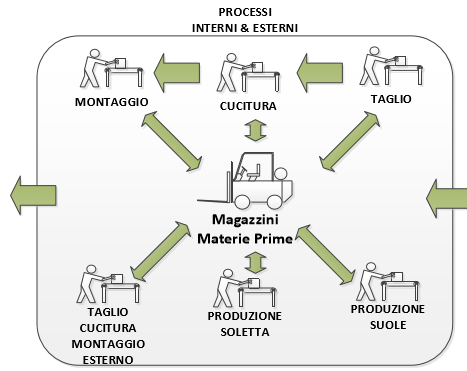 PROCESSI
INTERNI & ESTERNI
MONTAGGIO
CUCITURA
TAGLIO
Magazzini
Materie Prime
TAGLIO
CUCITURA
MONTAGGIO
ESTERNO
PRODUZIONE
SOLETTA
PRODUZIONE
SUOLE